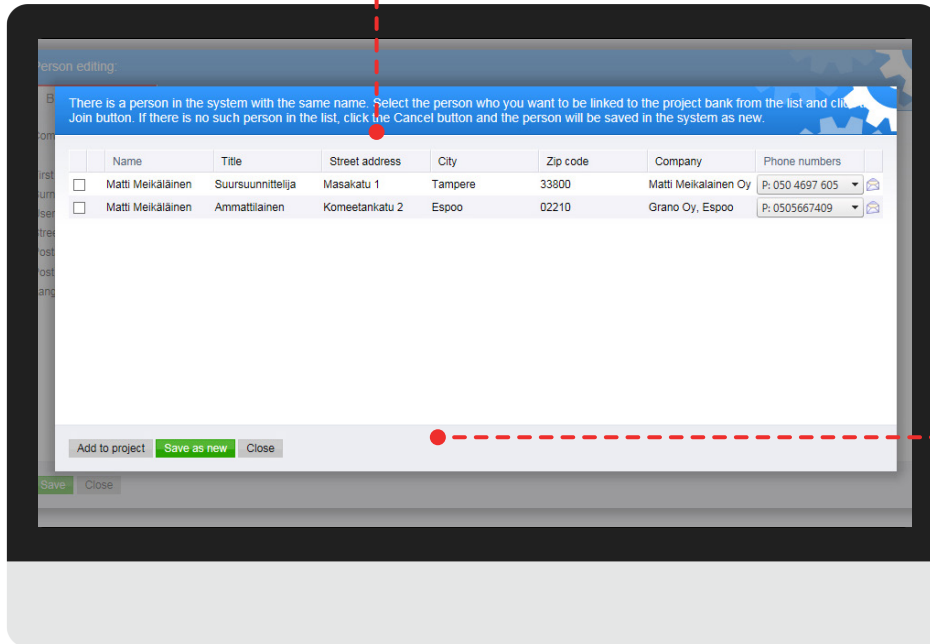 Person editing:
There is a person in the system with the same name. Select the person who you want to be linked to the project bank from the list and click
Join button. If there is no such person in the list, click the Cancel button and the person will be saved in the system as new.
Name Title Street address City Zip code Company Phone numbers
Matti Meikäläinen Suursuunnittelija Masakatu 1 Tampere 33800 Matti Meikalainen Oy P: 050 4697 605
Matti Meikäläinen Ammattilainen Komeetankatu 2 Espoo 02210 Grano Oy, Espoo P: 0505667409
Add to project Save as new Close
Save Close